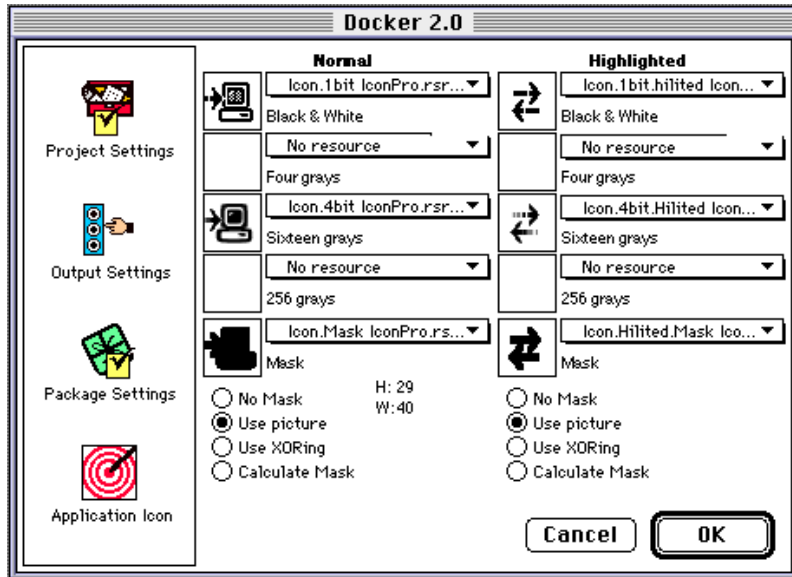 Docker 2.0
Project Settings
Output Settings
Package Settings
Application Icon
Normal
Icon.1bit IconPro.rsr...
Black & White
No resource
Four grays
Icon.4bit IconPro.rsr...
Sixteen grays
No resource
256 grays
Icon.Mask IconPro.rs...
Mask
No Mask
Use picture
Use XORing
Calculate Mask
H: 29
W:40
Highlighted
Icon.1bit.hilited Icon...
Black & White
No resource
Four grays
Icon.4bit.Hilited Icon...
Sixteen grays
No resource
256 grays
Icon.Hilited.Mask Ico...
Mask
No Mask
Use picture
Use XORing
Calculate Mask
Cancel
OK